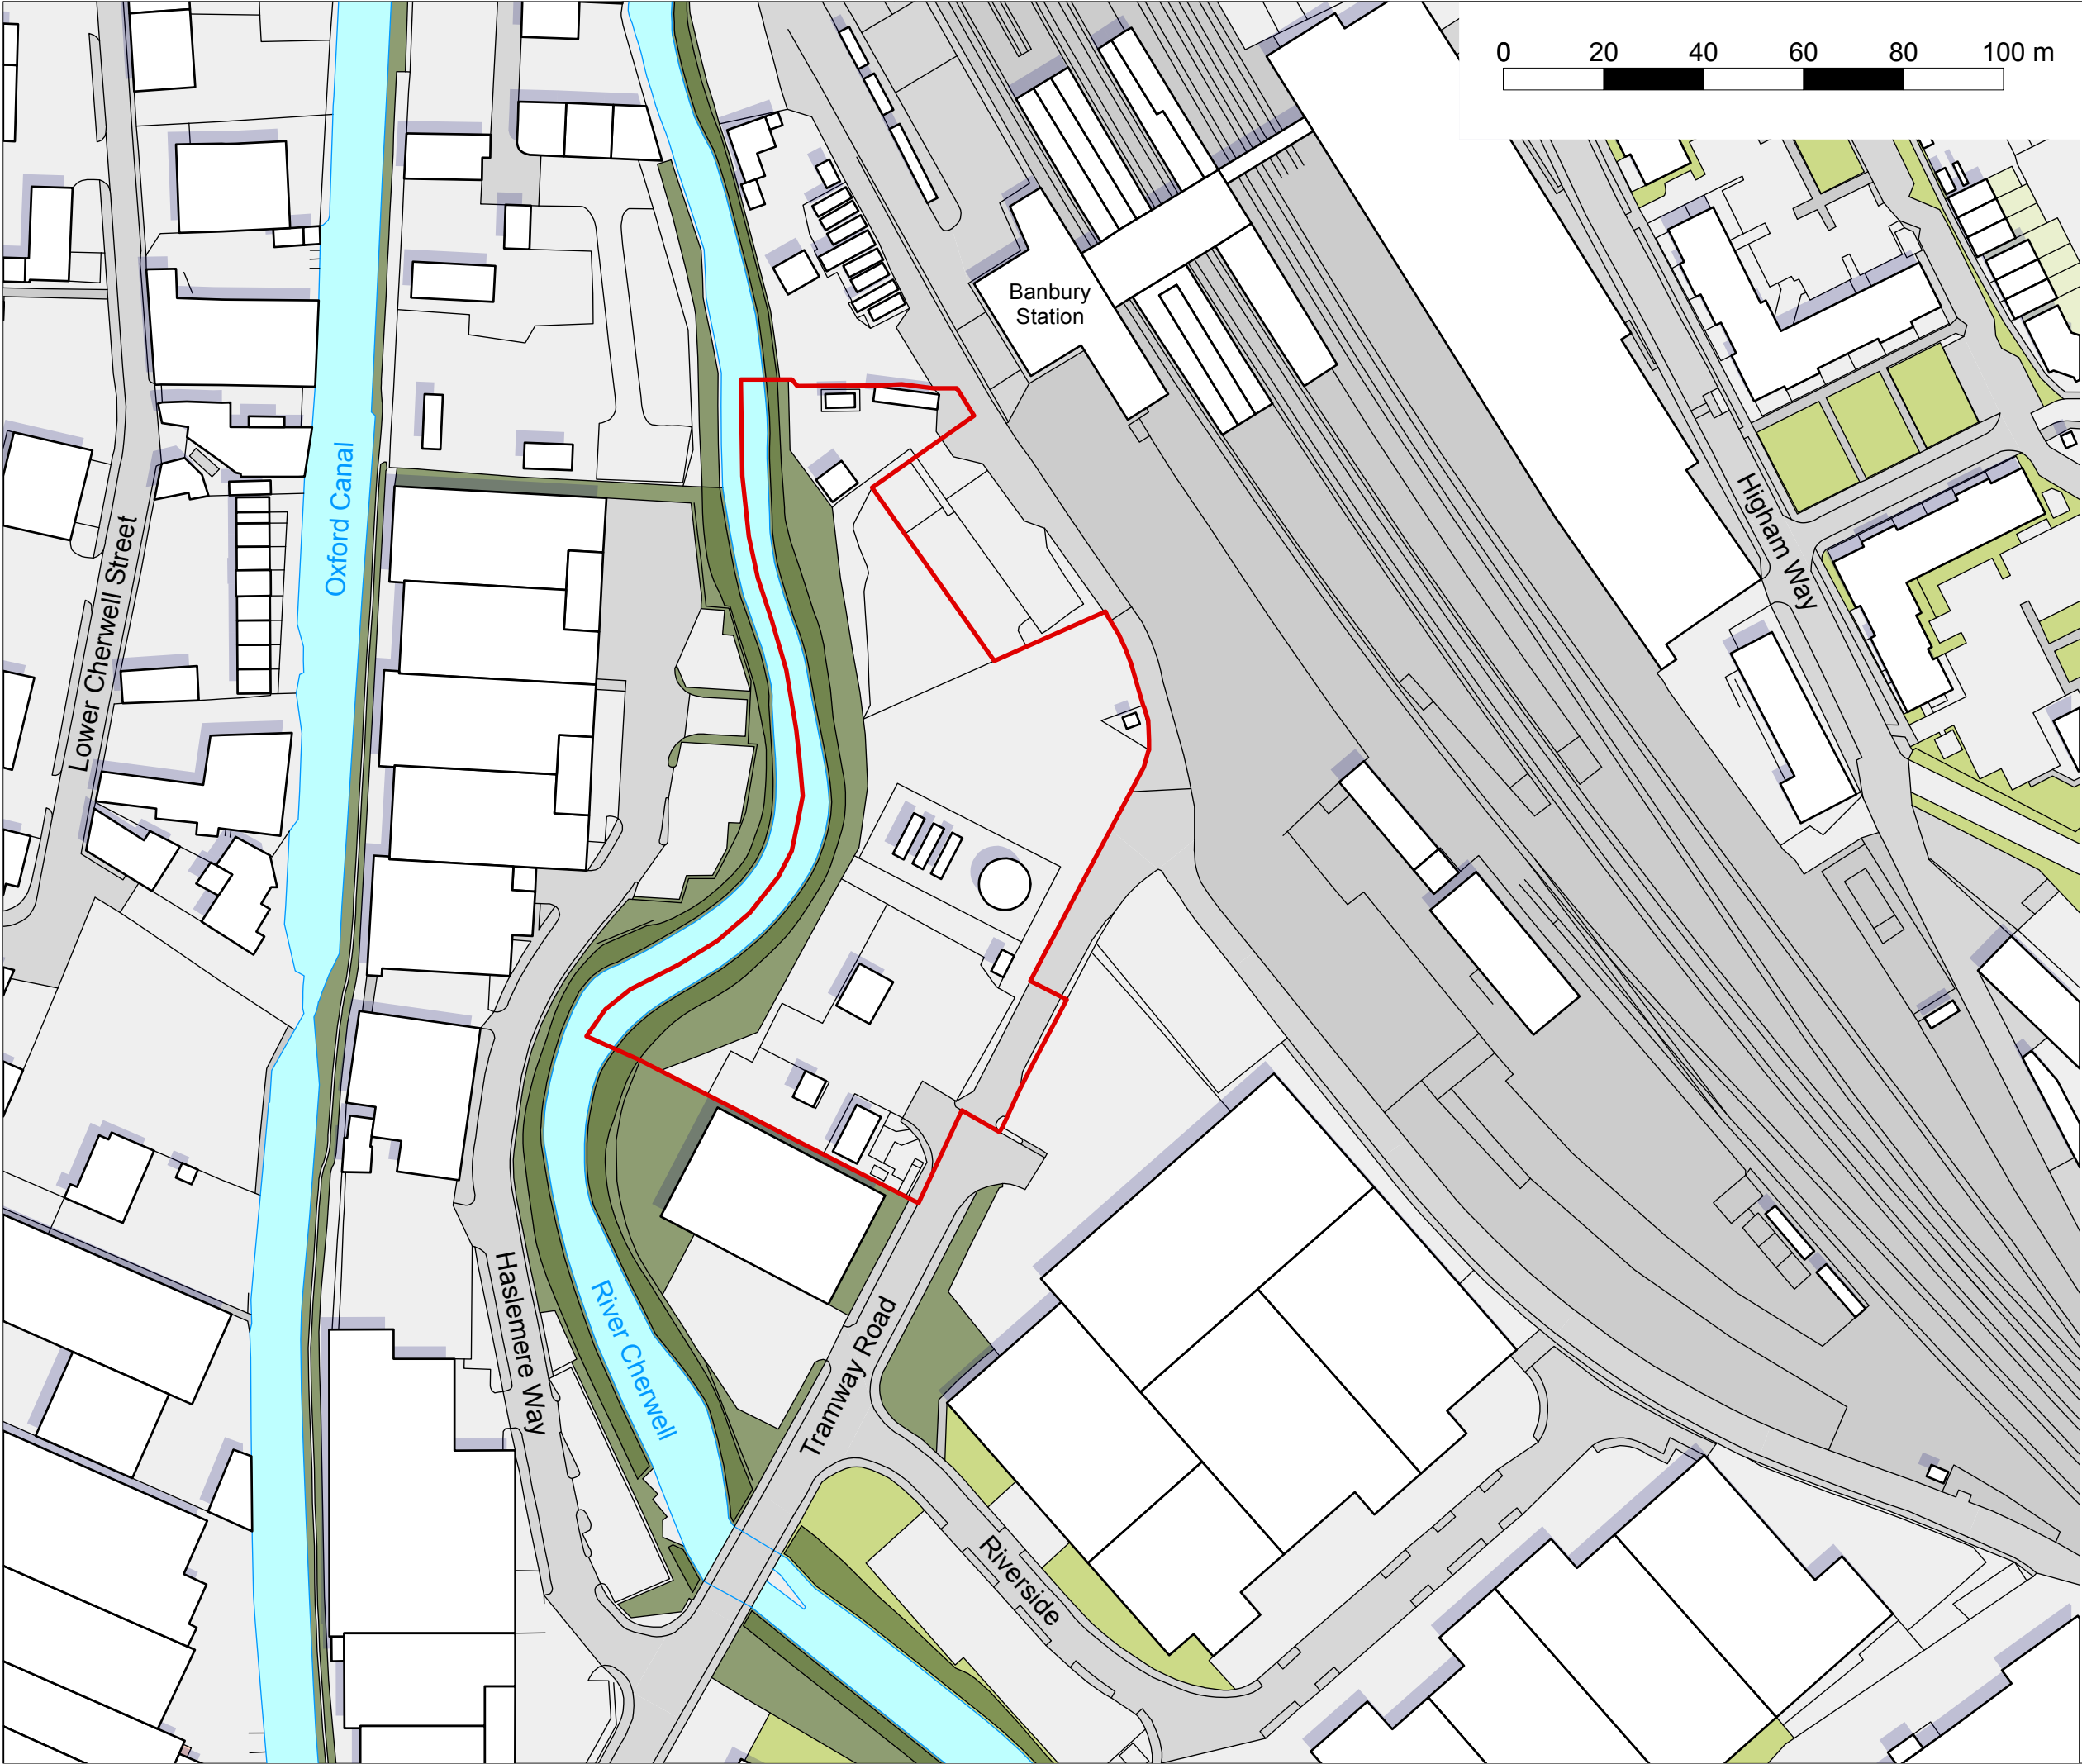 0 20 40 60 80 100 m
Banbury
Station
Oxford Canal
Lower Cherwell Street
Higham Way
Haslemere Way
River Cherwell
Tramway Road
Riverside